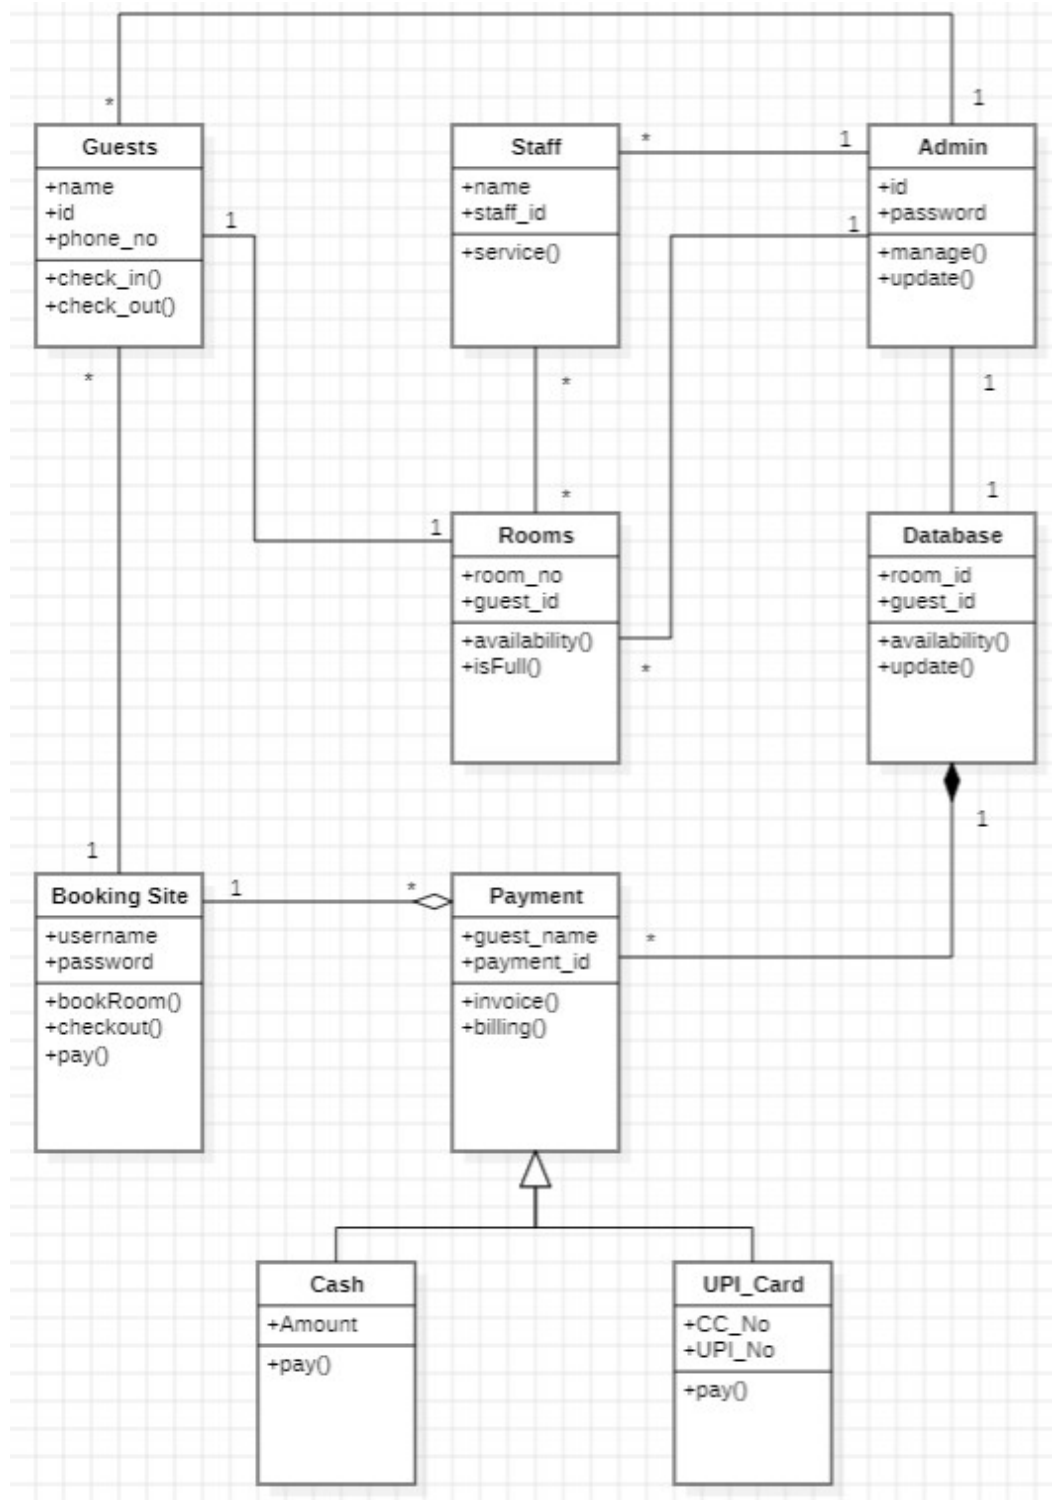 *
1
Guests
+name
+id
+phone_no
+check_in()
+check_out()
1
*
Staff
+name
+staff_id
+service()
*
1
*
Admin
+id
+password
+manage()
+update()
1
1
*
1
1
Rooms
+room_no
+guest_id
+availability()
+isFull()
*
Database
+room_id
+guest_id
+availability()
+update()
1
1
Booking Site
+username
+password
+bookRoom()
+checkout()
+pay()
1
*
Payment
+guest_name
+payment_id
+invoice()
+billing()
*
Cash
+Amount
+pay()
UPI_Card
+CC_No
+UPI_No
+pay()